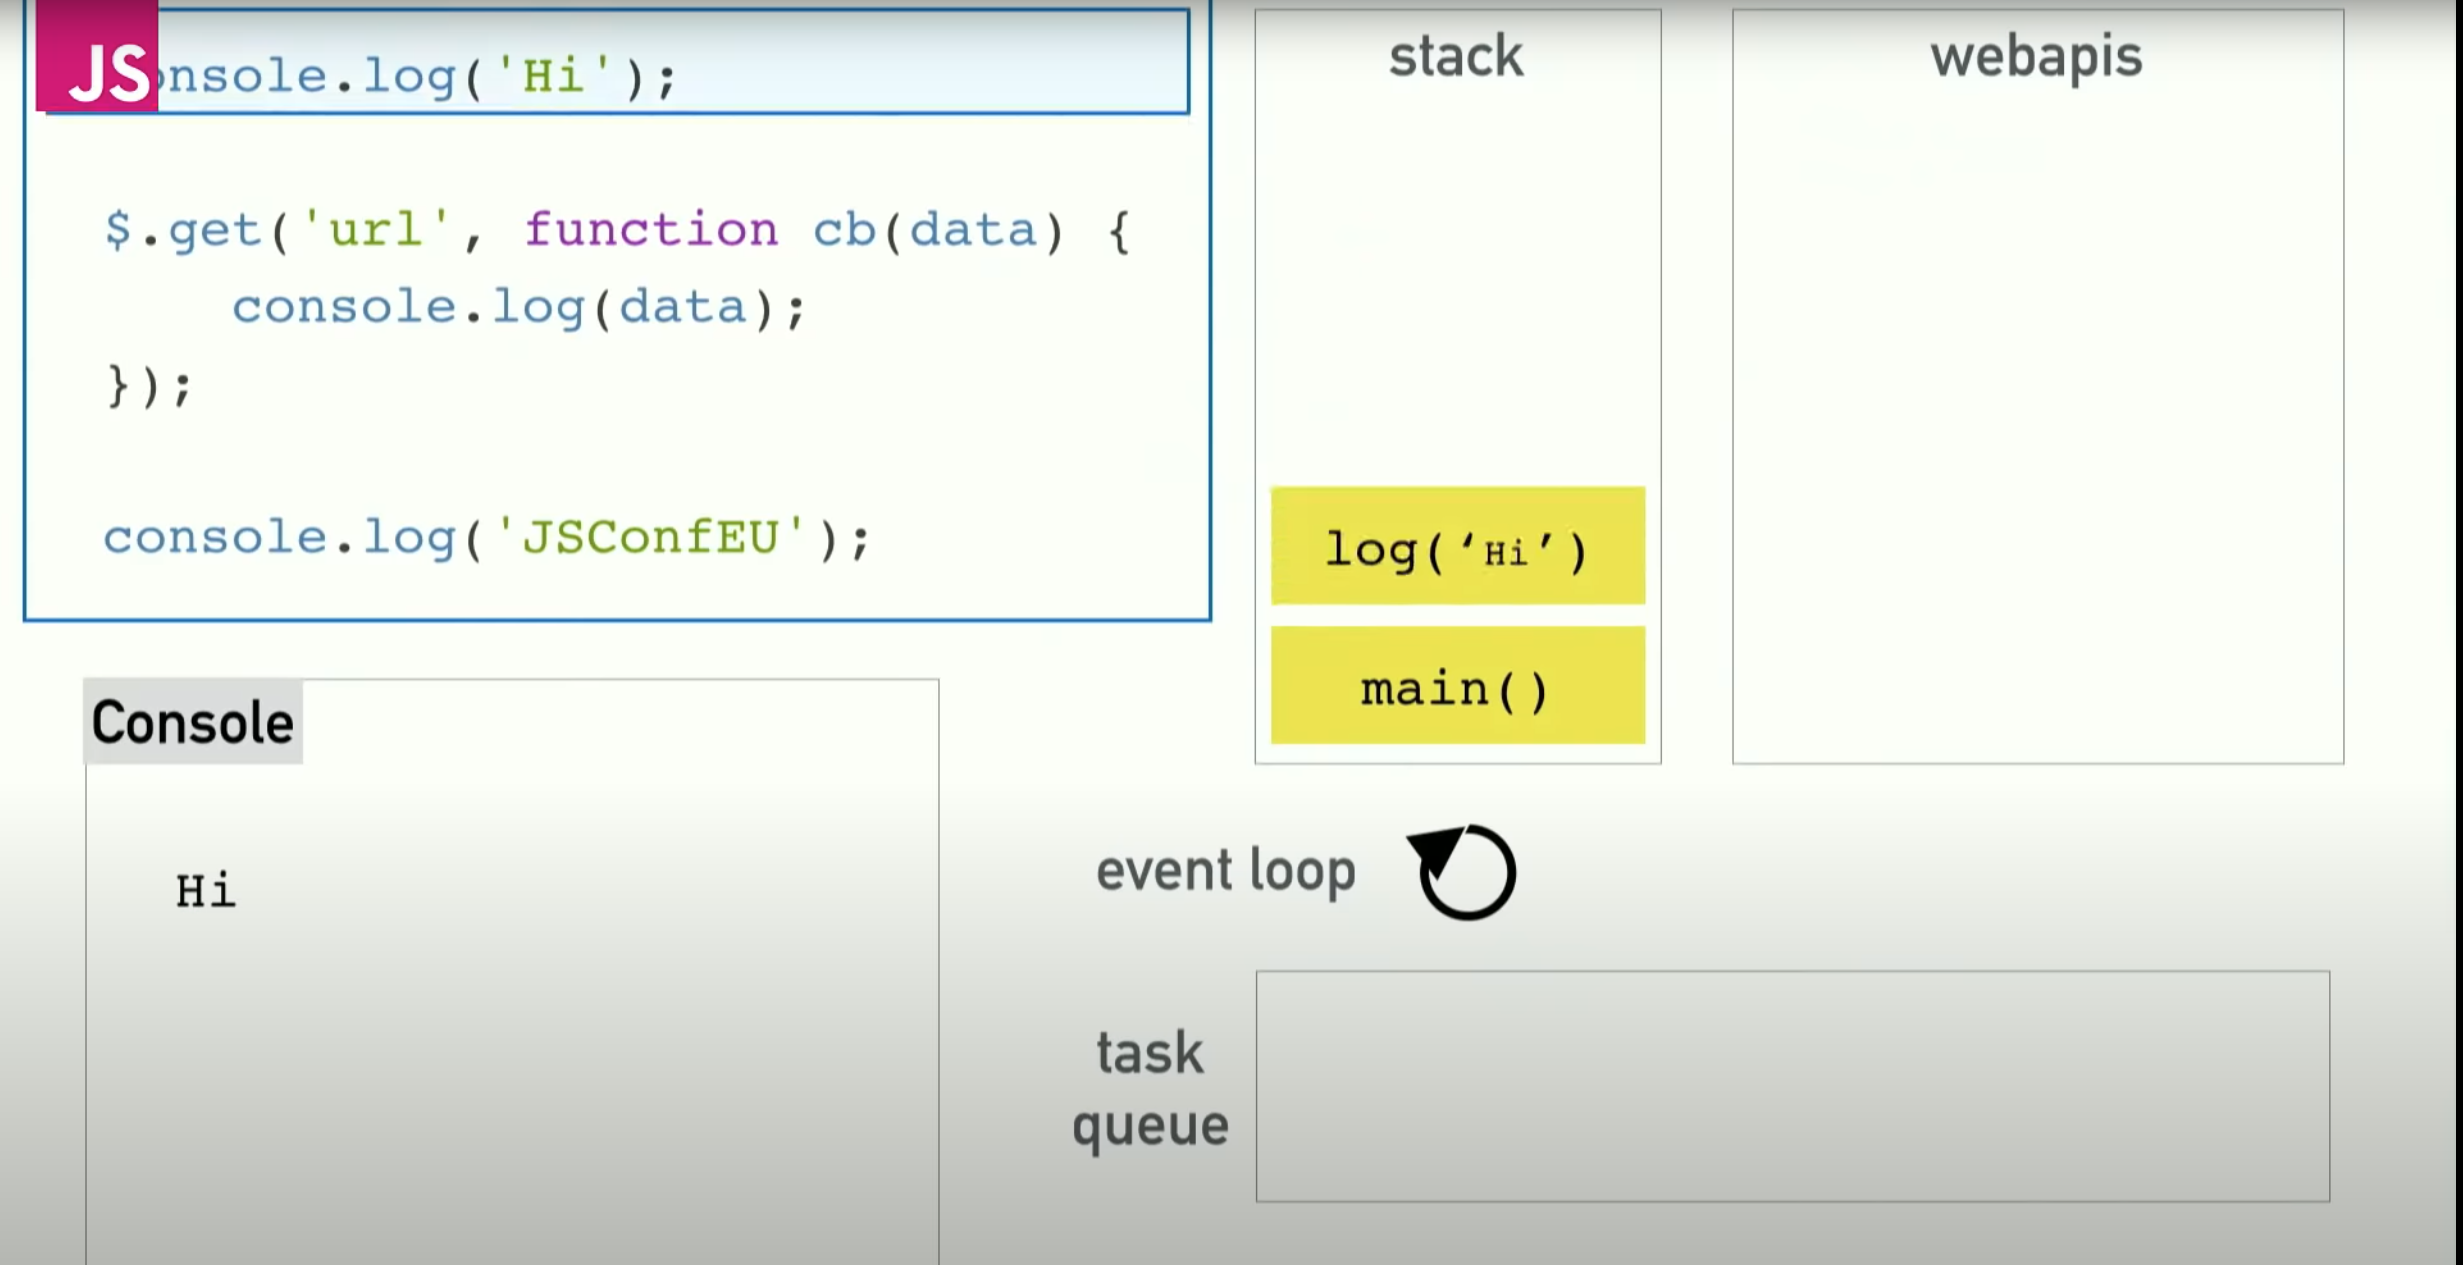 JS
onsole.log('Hi');
$.get('url', function cb(data) {
console.log(data);
});
console.log('JSConfEU');
Console
Hi
stack
log(‘Hi’)
main()
webapis
event loop
task
queue